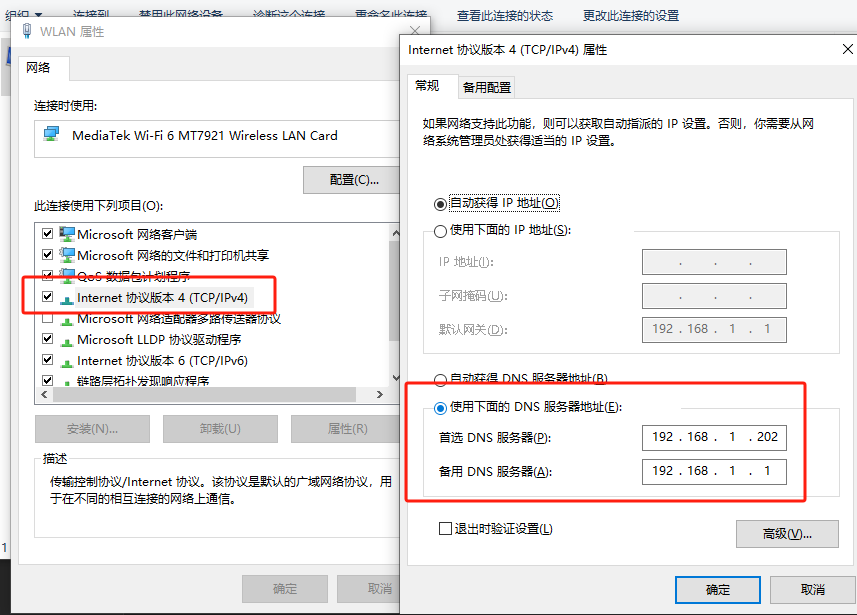 组织 连接到 禁用此网络设备 诊断这个连接 重命名此连接 查看此连接的状态 更改此连接的设置
WLAN 属性
网络
连接时使用:
MediaTek Wi-Fi 6 MT7921 Wireless LAN Card
配置(C)...
此连接使用下列项目(O):
Microsoft 网络客户端
Microsoft 网络的文件和打印机共享
QoS 数据包计划程序
Internet 协议版本 4 (TCP/IPv4)
Microsoft 网络适配器多路传送器协议
Microsoft LLDP 协议驱动程序
Internet 协议版本 6 (TCP/IPv6)
链路层拓扑发现响应程序
安装(N)... 卸载(U) 属性(R)
描述
传输控制协议/Internet 协议。该协议是默认的广域网络协议，用
于在不同的相互连接的网络上通信。
1
确定 取消
Internet 协议版本 4 (TCP/IPv4) 属性
常规 备用配置
如果网络支持此功能，则可以获取自动指派的 IP 设置。否则，你需要从网
络系统管理员处获得适当的 IP 设置。
自动获得 IP 地址(O)
使用下面的 IP 地址(S):
IP 地址(I): . . .
子网掩码(U): . . .
默认网关(D): 192 . 168 . 1 . 1
自动获得 DNS 服务器地址(B)
使用下面的 DNS 服务器地址(E):
首选 DNS 服务器(P): 192 . 168 . 1 . 202
备用 DNS 服务器(A): 192 . 168 . 1 . 1
退出时验证设置(L)
高级(V)...
确定 取消